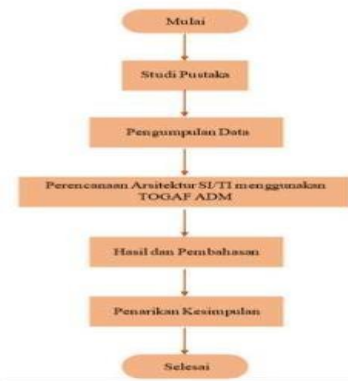 Mulai
Studi Pustaka
Pengumpulan Data
Perencanaan Arsitektur SI/TI menggunakan
TOGAF ADM
Hasil dan Pembahasan
Penarikan Kesimpulan
Selesai